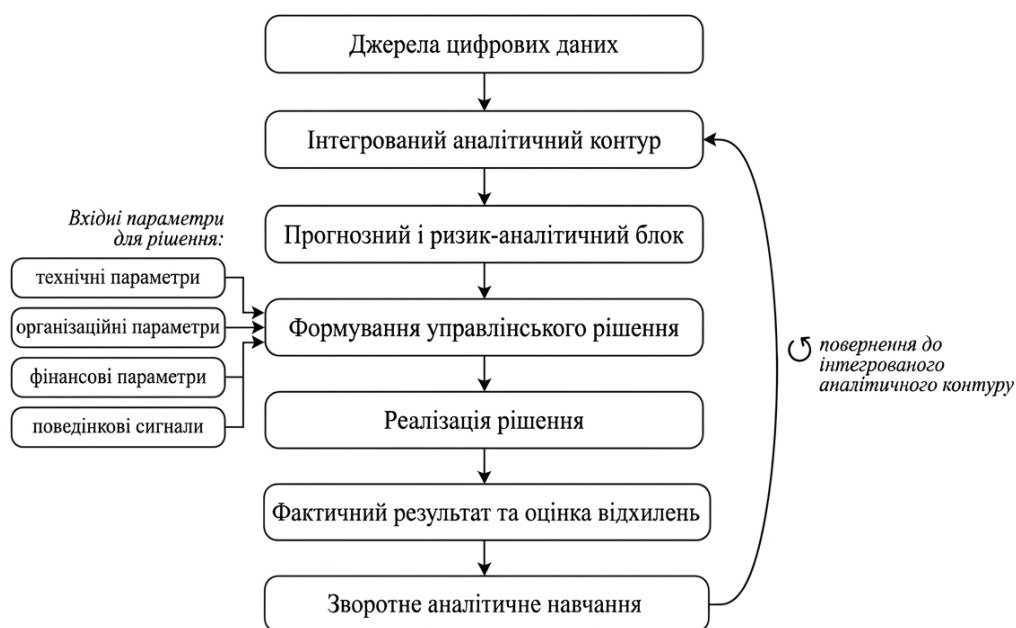 Джерела цифрових даних
Інтегрований аналітичний контур
Прогнозний і ризик-аналітичний блок
Вхідні параметри
для рішення:
технічні параметри
організаційні параметри
фінансові параметри
поведінкові сигнали
Формування управлінського рішення
Реалізація рішення
Фактичний результат та оцінка відхилень
Зворотне аналітичне навчання
повернення до
інтегрованого
аналітичного контуру